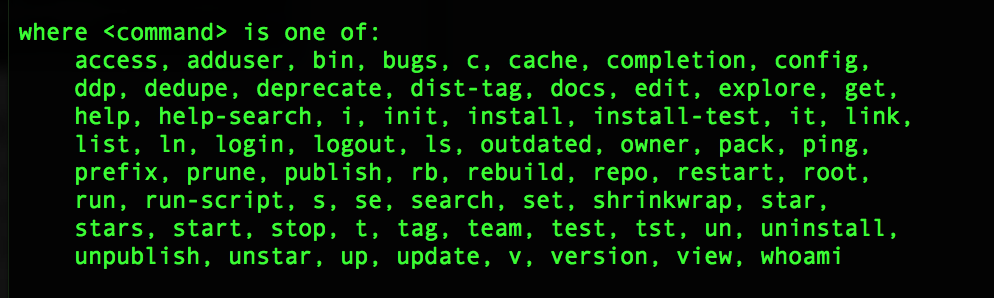 where <command> is one of:
access, adduser, bin, bugs, c, cache, completion, config,
ddp, dedupe, deprecate, dist-tag, docs, edit, explore, get,
help, help-search, i, init, install, install-test, it, link,
list, ln, login, logout, ls, outdated, owner, pack, ping,
prefix, prune, publish, rb, rebuild, repo, restart, root,
run, run-script, s, se, search, set, shrinkwrap, star,
stars, start, stop, t, tag, team, test, tst, un, uninstall,
unpublish, unstar, up, update, v, version, view, whoami